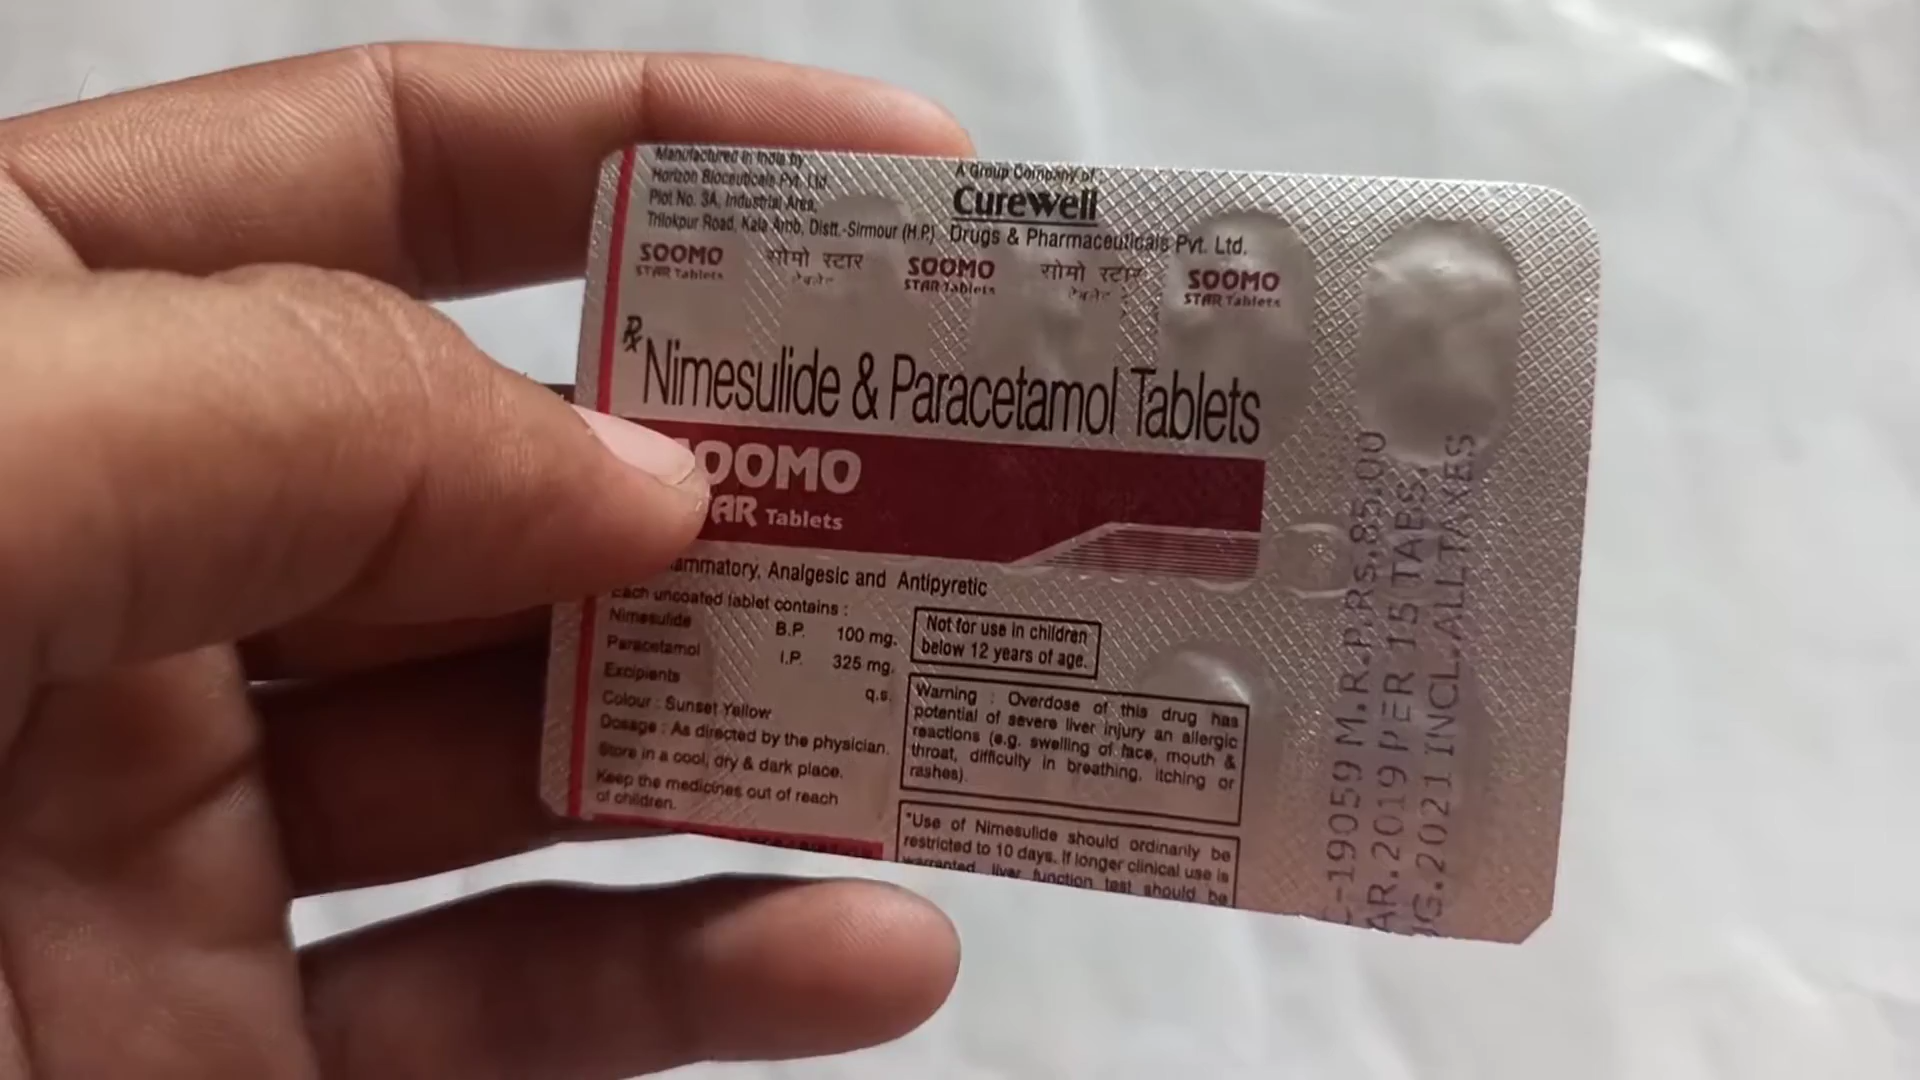 Manufactured in India by
Horizon Bioceuticals Pvt. Ltd.
Plot No. 3A, Industrial Area,
Trilokpur Road, Kala Amb, Distt.-Sirmour (H.P.)
A Group Company of
Curewell
Drugs & Pharmaceuticals Pvt. Ltd.
SOOMO सोमो स्टार SOOMO सोमो स्टार SOOMO
STAR Tablets STAR Tablets STAR Tablets
Rx
Nimesulide & Paracetamol Tablets
OOMO
TAR Tablets
ammatory, Analgesic and Antipyretic
Each uncoated tablet contains :
Nimesulide B.P. 100 mg.
Paracetamol I.P. 325 mg.
Excipients q.s.
Colour : Sunset Yellow
Dosage : As directed by the physician.
Store in a cool, dry & dark place.
Keep the medicines out of reach
of children.
Not for use in children
below 12 years of age.
Warning : Overdose of this drug has
potential of severe liver injury an allergic
reactions (e.g. swelling of face, mouth &
throat, difficulty in breathing, itching or
rashes).
*Use of Nimesulide should ordinarily be
restricted to 10 days. If longer clinical use is
warranted, liver function test should be
-19059 M.R.P.Rs.85.00
AR.2019 PER 15 TABS.
G.2021 INCL.ALLTAXES